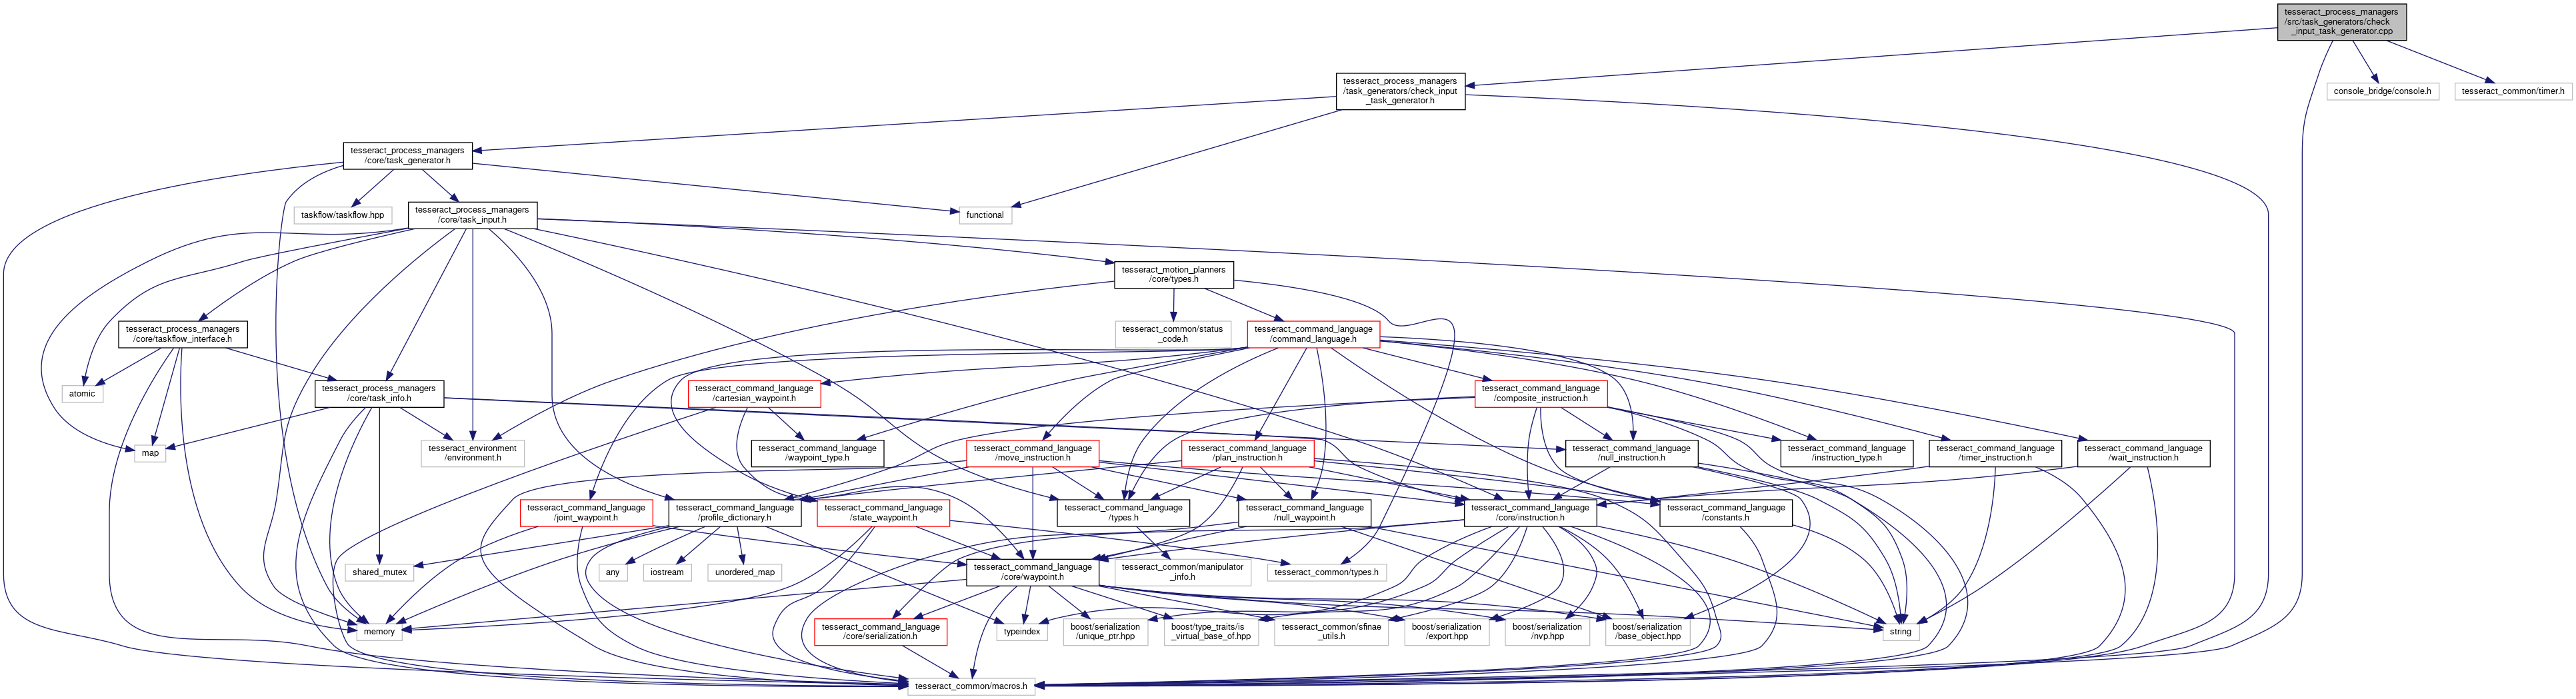 tesseract_process_managers
/src/task_generators/check
_input_task_generator.cpp
tesseract_process_managers
/task_generators/check_input
_task_generator.h
console_bridge/console.h
tesseract_common/timer.h
tesseract_process_managers
/core/task_generator.h
taskflow/taskflow.hpp
tesseract_process_managers
/core/task_input.h
functional
tesseract_motion_planners
/core/types.h
tesseract_process_managers
/core/taskflow_interface.h
tesseract_common/status
_code.h
tesseract_command_language
/command_language.h
atomic
tesseract_process_managers
/core/task_info.h
tesseract_command_language
/cartesian_waypoint.h
tesseract_command_language
/composite_instruction.h
map
tesseract_environment
/environment.h
tesseract_command_language
/waypoint_type.h
tesseract_command_language
/move_instruction.h
tesseract_command_language
/plan_instruction.h
tesseract_command_language
/null_instruction.h
tesseract_command_language
/instruction_type.h
tesseract_command_language
/timer_instruction.h
tesseract_command_language
/wait_instruction.h
tesseract_command_language
/joint_waypoint.h
tesseract_command_language
/profile_dictionary.h
tesseract_command_language
/state_waypoint.h
tesseract_command_language
/types.h
tesseract_command_language
/null_waypoint.h
tesseract_command_language
/core/instruction.h
tesseract_command_language
/constants.h
shared_mutex
any
iostream
unordered_map
tesseract_command_language
/core/waypoint.h
tesseract_common/manipulator
_info.h
tesseract_common/types.h
memory
tesseract_command_language
/core/serialization.h
typeindex
boost/serialization
/unique_ptr.hpp
boost/type_traits/is
_virtual_base_of.hpp
tesseract_common/sfinae
_utils.h
boost/serialization
/export.hpp
boost/serialization
/nvp.hpp
boost/serialization
/base_object.hpp
string
tesseract_common/macros.h